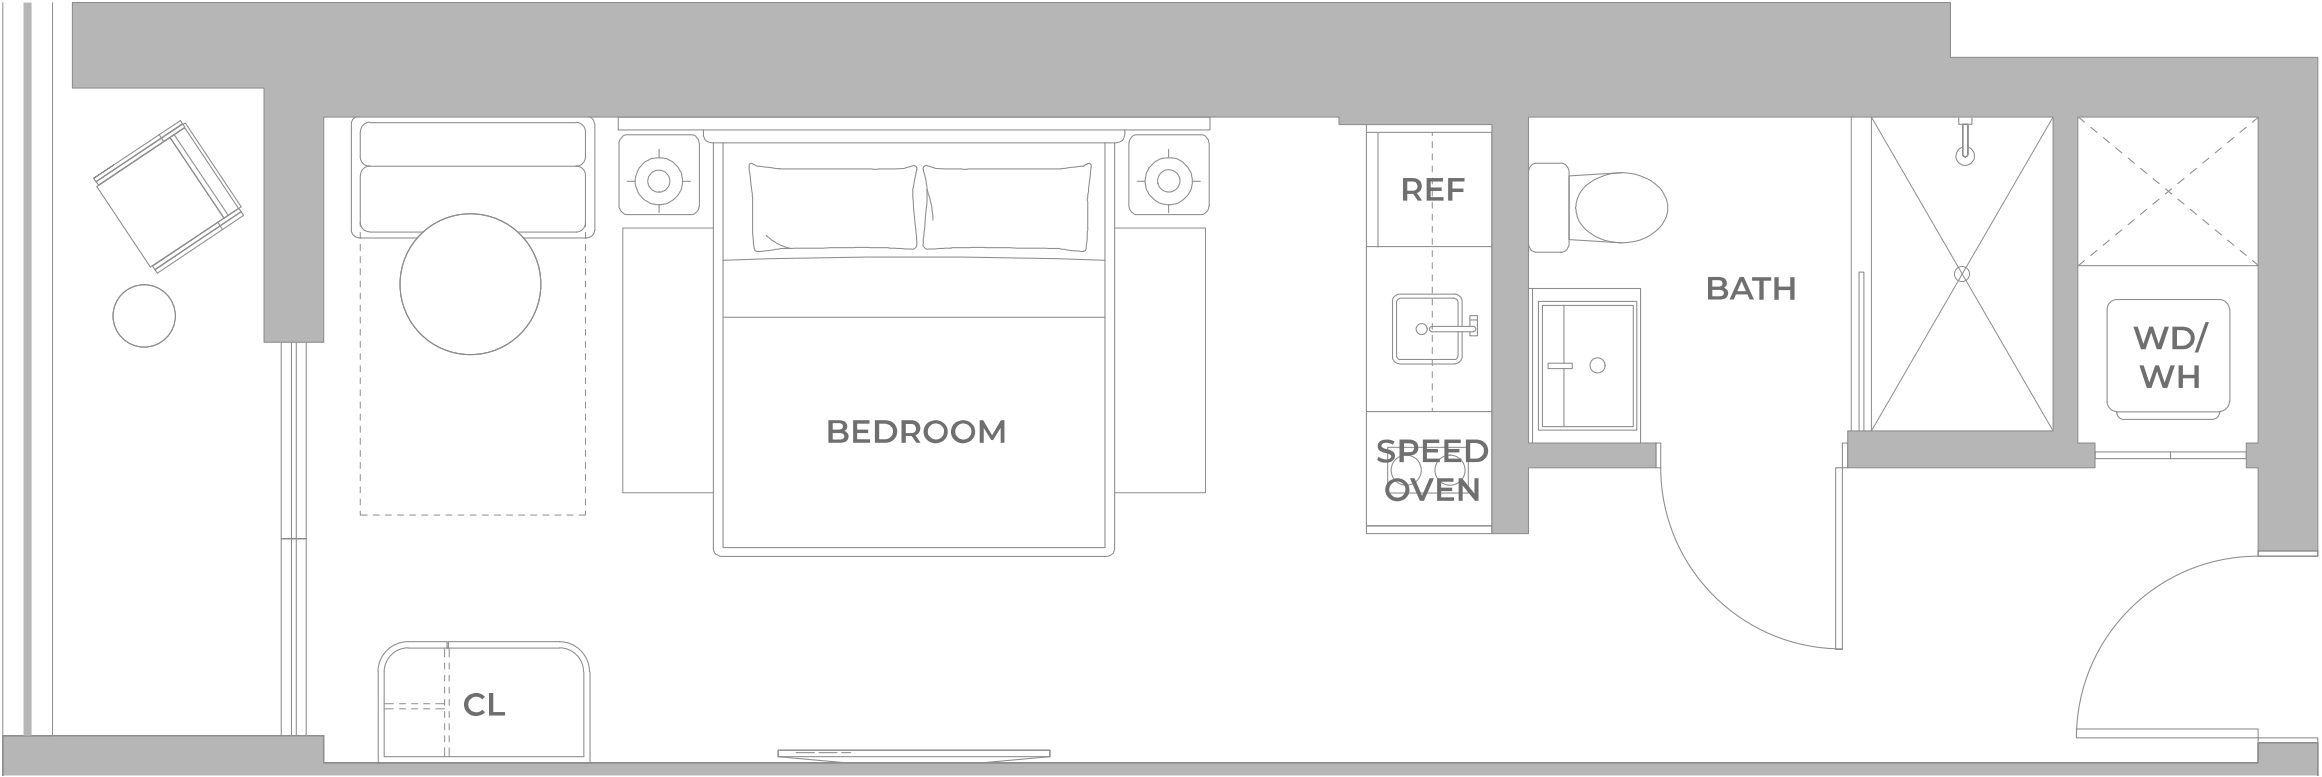 REF
BATH
WD/
WH
BEDROOM
SPEED
OVEN
CL